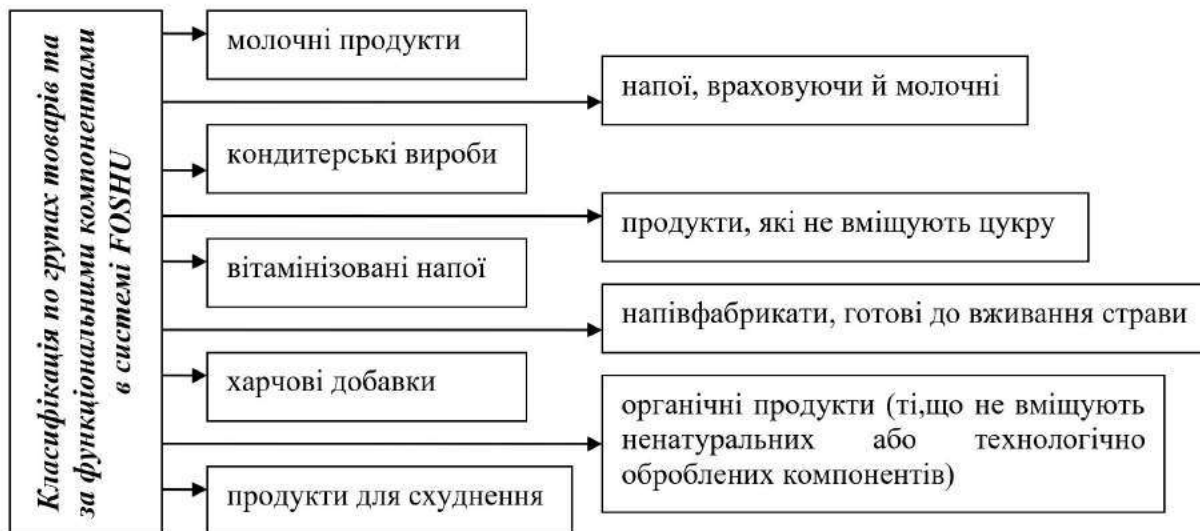 Класифікація по групах товарів та
за функціональними компонентами
в системі FOSHU
молочні продукти
напої, враховуючи й молочні
кондитерські вироби
продукти, які не вміщують цукру
вітамінізовані напої
напівфабрикати, готові до вживання страви
харчові добавки
органічні продукти (ті,що не вміщують
ненатуральних або технологічно
оброблених компонентів)
продукти для схуднення